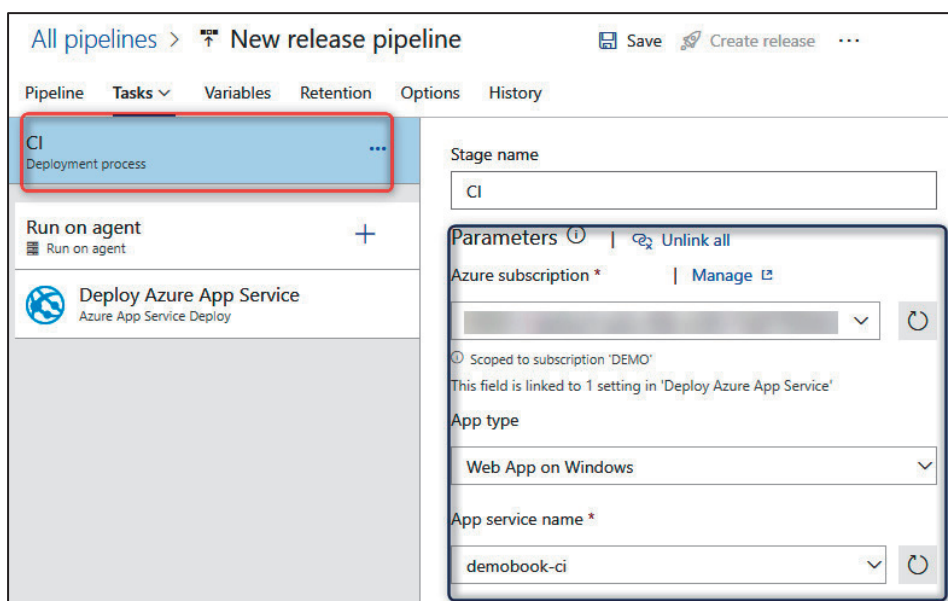 All pipelines > New release pipeline
Save Create release ...
Pipeline Tasks Variables Retention Options History
CI
Deployment process
...
Run on agent
Run on agent
+
Deploy Azure App Service
Azure App Service Deploy
Stage name
CI
Parameters | Unlink all
Azure subscription * | Manage
Scoped to subscription 'DEMO'
This field is linked to 1 setting in 'Deploy Azure App Service'
App type
Web App on Windows
App service name *
demobook-ci